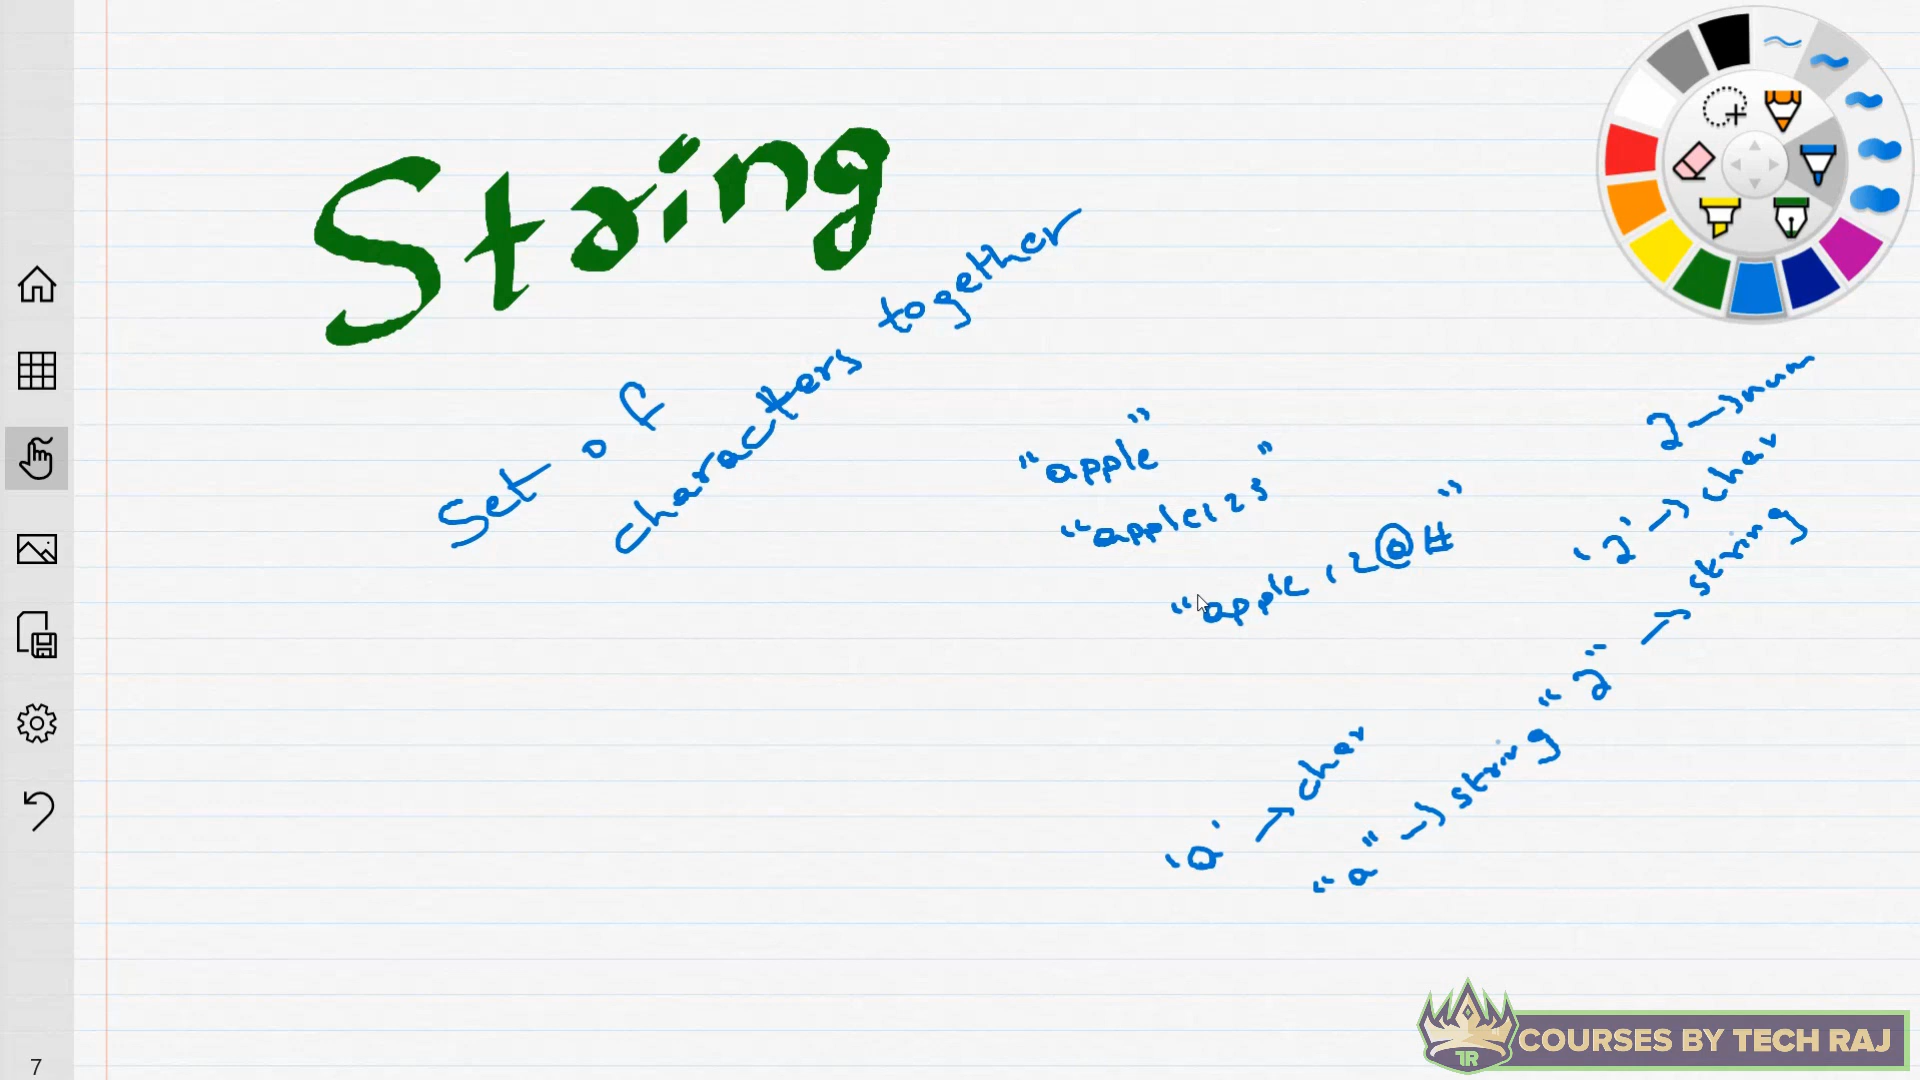 String
Set of
characters together
"apple"
"apple123"
"apple12@#"
2 → num
'2' → char
"2" → string
'a' → char
"a" → string
7
COURSES BY TECH RAJ
TR